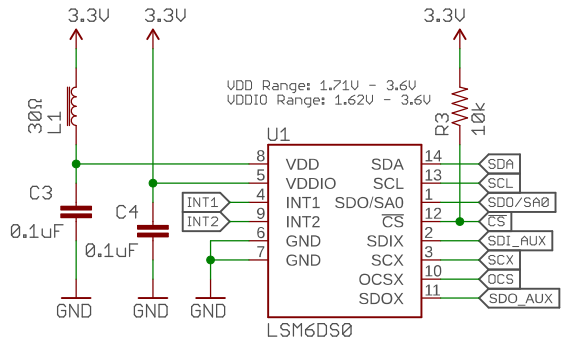 3.3V 3.3V 3.3V
VDD Range: 1.71V - 3.6V
VDDIO Range: 1.62V - 3.6V
30Ω
L1
R3
10k
U1
8 VDD SDA 14 SDA
5 VDDIO SCL 13 SCL
INT1 4 INT1 SDO/SA0 1 SDO/SA0
INT2 9 INT2 CS 12 CS
6 GND SDIX 2 SDI_AUX
7 GND SCX 3 SCX
OCSX 10 OCS
SDOX 11 SDO_AUX
C3
0.1uF
C4
0.1uF
GND GND GND
LSM6DS0